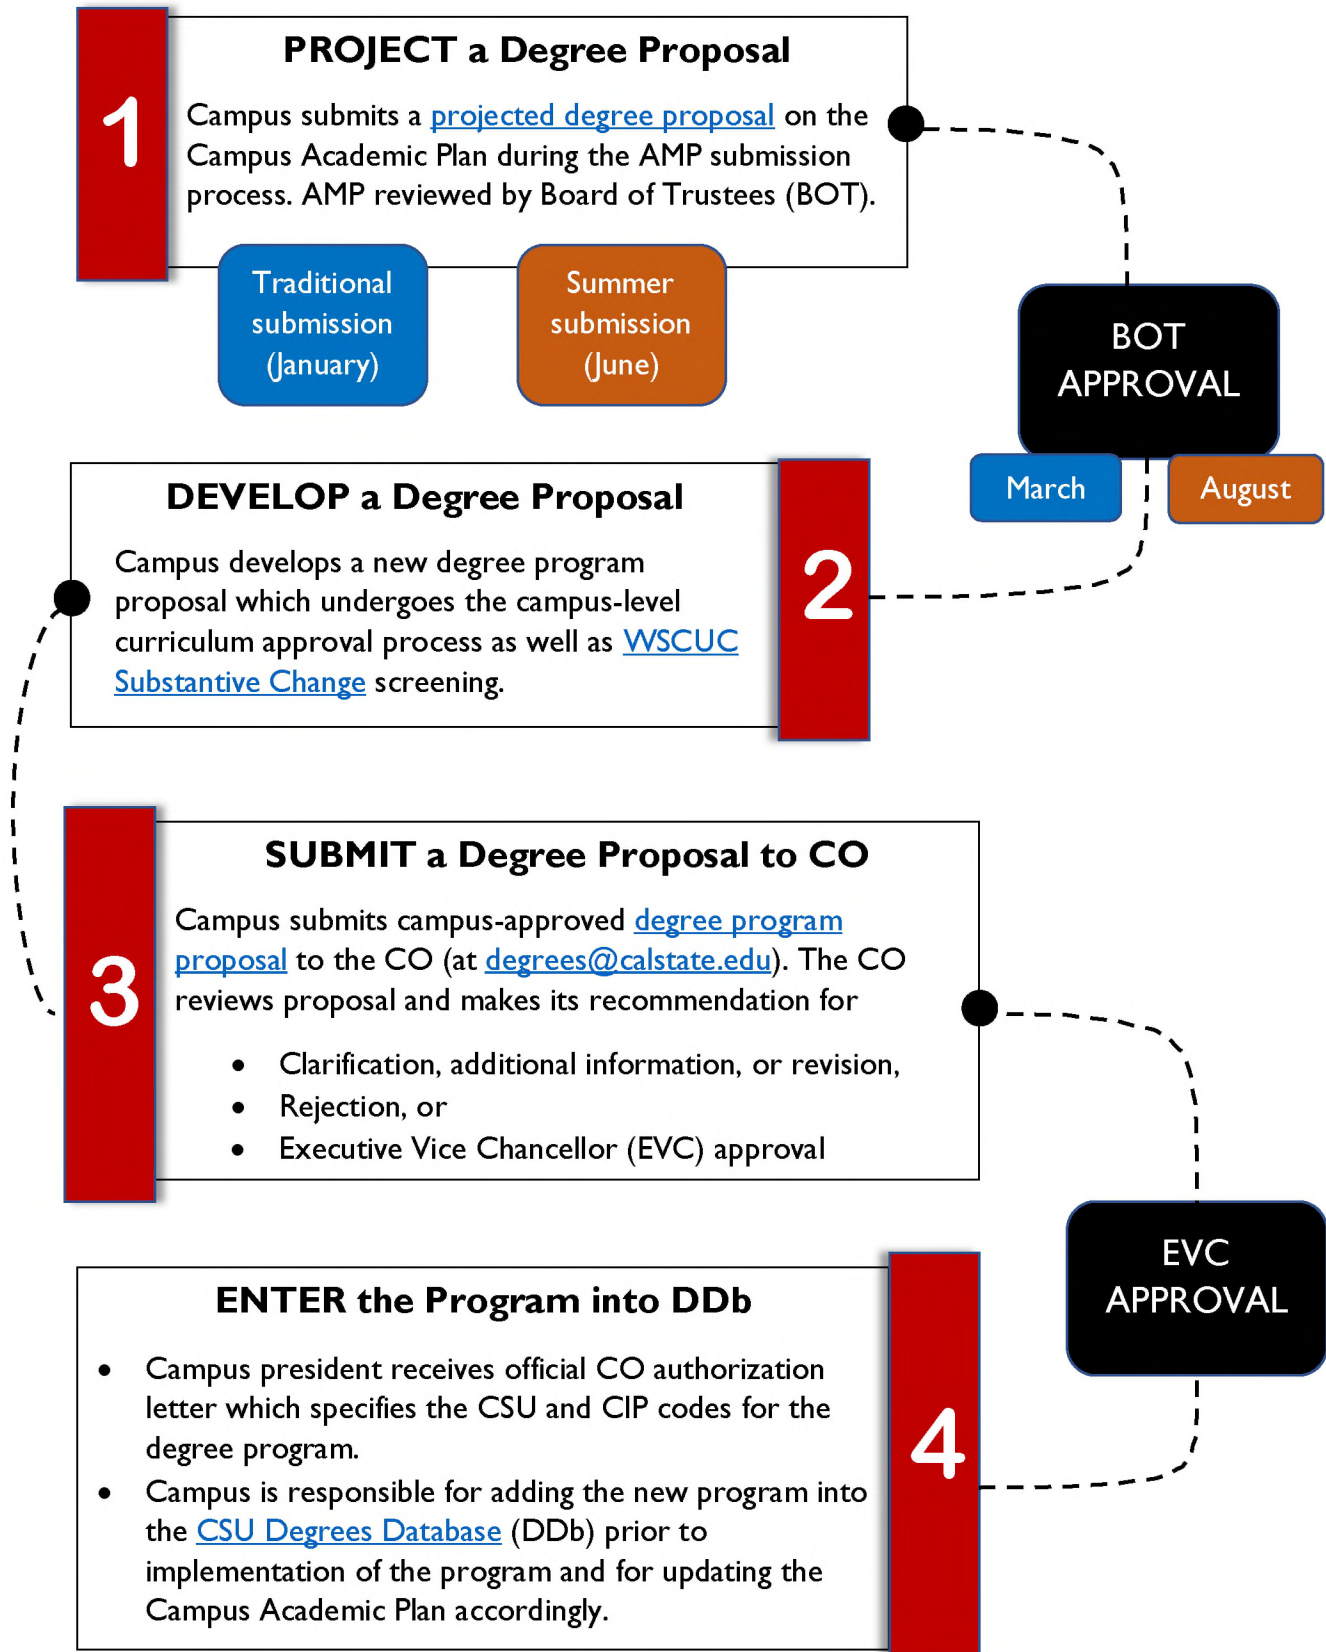 1
PROJECT a Degree Proposal
Campus submits a projected degree proposal on the
Campus Academic Plan during the AMP submission
process. AMP reviewed by Board of Trustees (BOT).
Traditional
submission
(January)
Summer
submission
(June)
BOT
APPROVAL
March
August
DEVELOP a Degree Proposal
Campus develops a new degree program
proposal which undergoes the campus-level
curriculum approval process as well as WSCUC
Substantive Change screening.
2
3
SUBMIT a Degree Proposal to CO
Campus submits campus-approved degree program
proposal to the CO (at degrees@calstate.edu). The CO
reviews proposal and makes its recommendation for
• Clarification, additional information, or revision,
• Rejection, or
• Executive Vice Chancellor (EVC) approval
EVC
APPROVAL
ENTER the Program into DDb
• Campus president receives official CO authorization
letter which specifies the CSU and CIP codes for the
degree program.
• Campus is responsible for adding the new program into
the CSU Degrees Database (DDb) prior to
implementation of the program and for updating the
Campus Academic Plan accordingly.
4